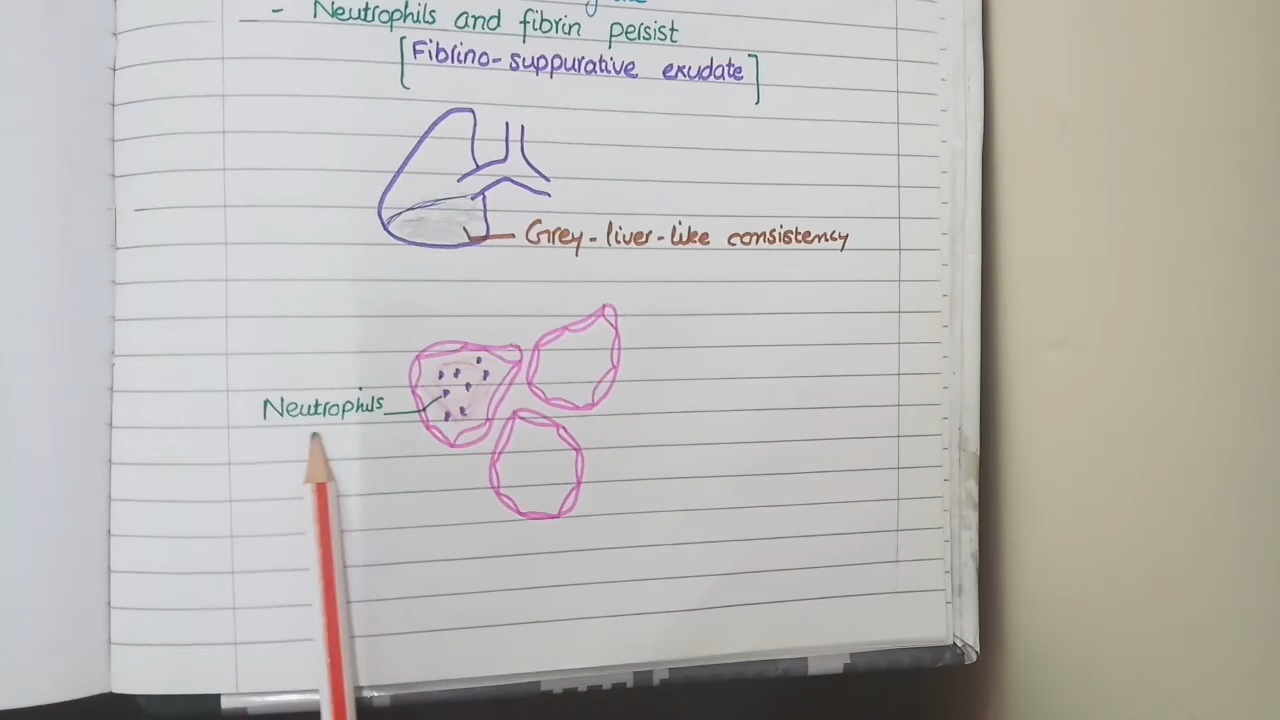 - Neutrophils and fibrin persist
[Fibrino-suppurative exudate]
Grey-liver-like consistency
Neutrophils